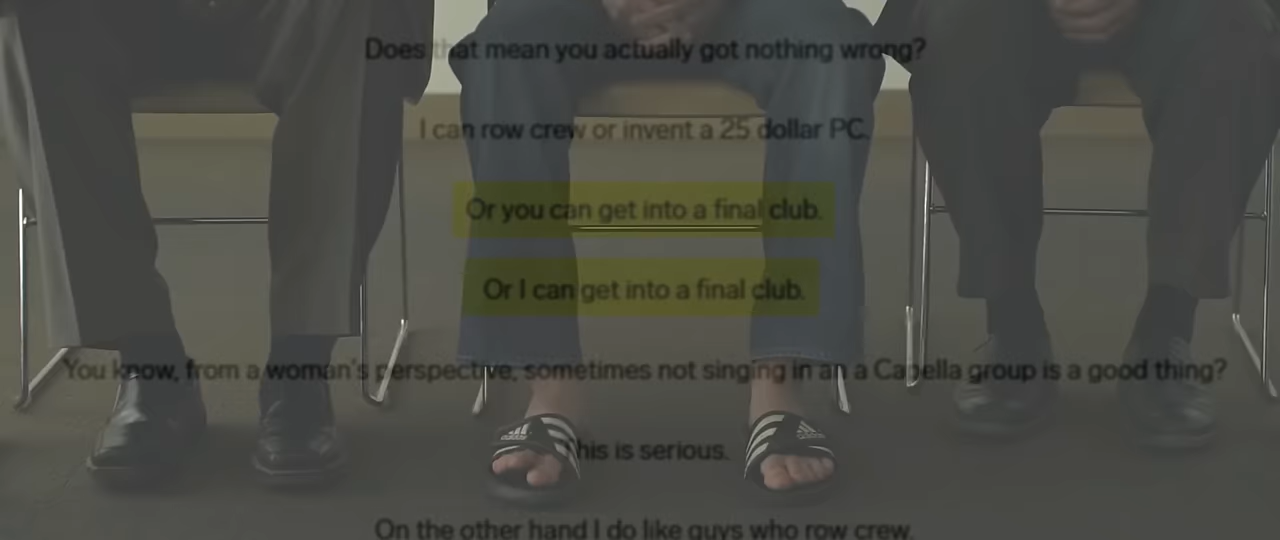 Does that mean you actually got nothing wrong?
I can row crew or invent a 25 dollar PC.
Or you can get into a final club.
Or I can get into a final club.
You know, from a woman's perspective, sometimes not singing in an a Capella group is a good thing?
This is serious.
On the other hand I do like guys who row crew.